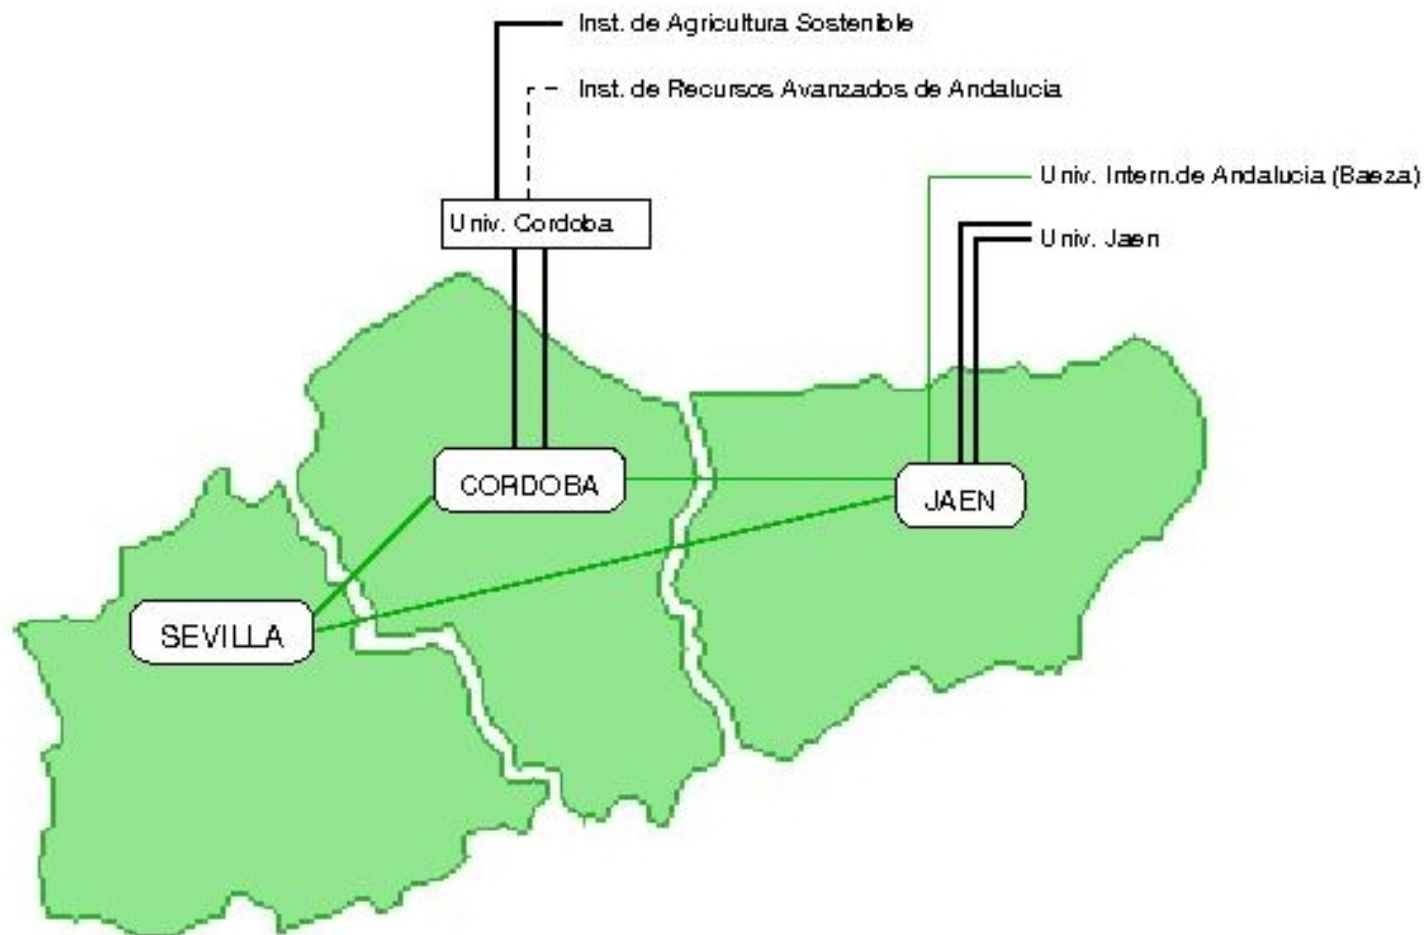 Inst. de Agricultura Sostenible
Inst. de Recursos Avanzados de Andalucia
Univ. Intern.de Andalucia (Baeza)
Univ. Cordoba
Univ. Jaen
CORDOBA
JAEN
SEVILLA